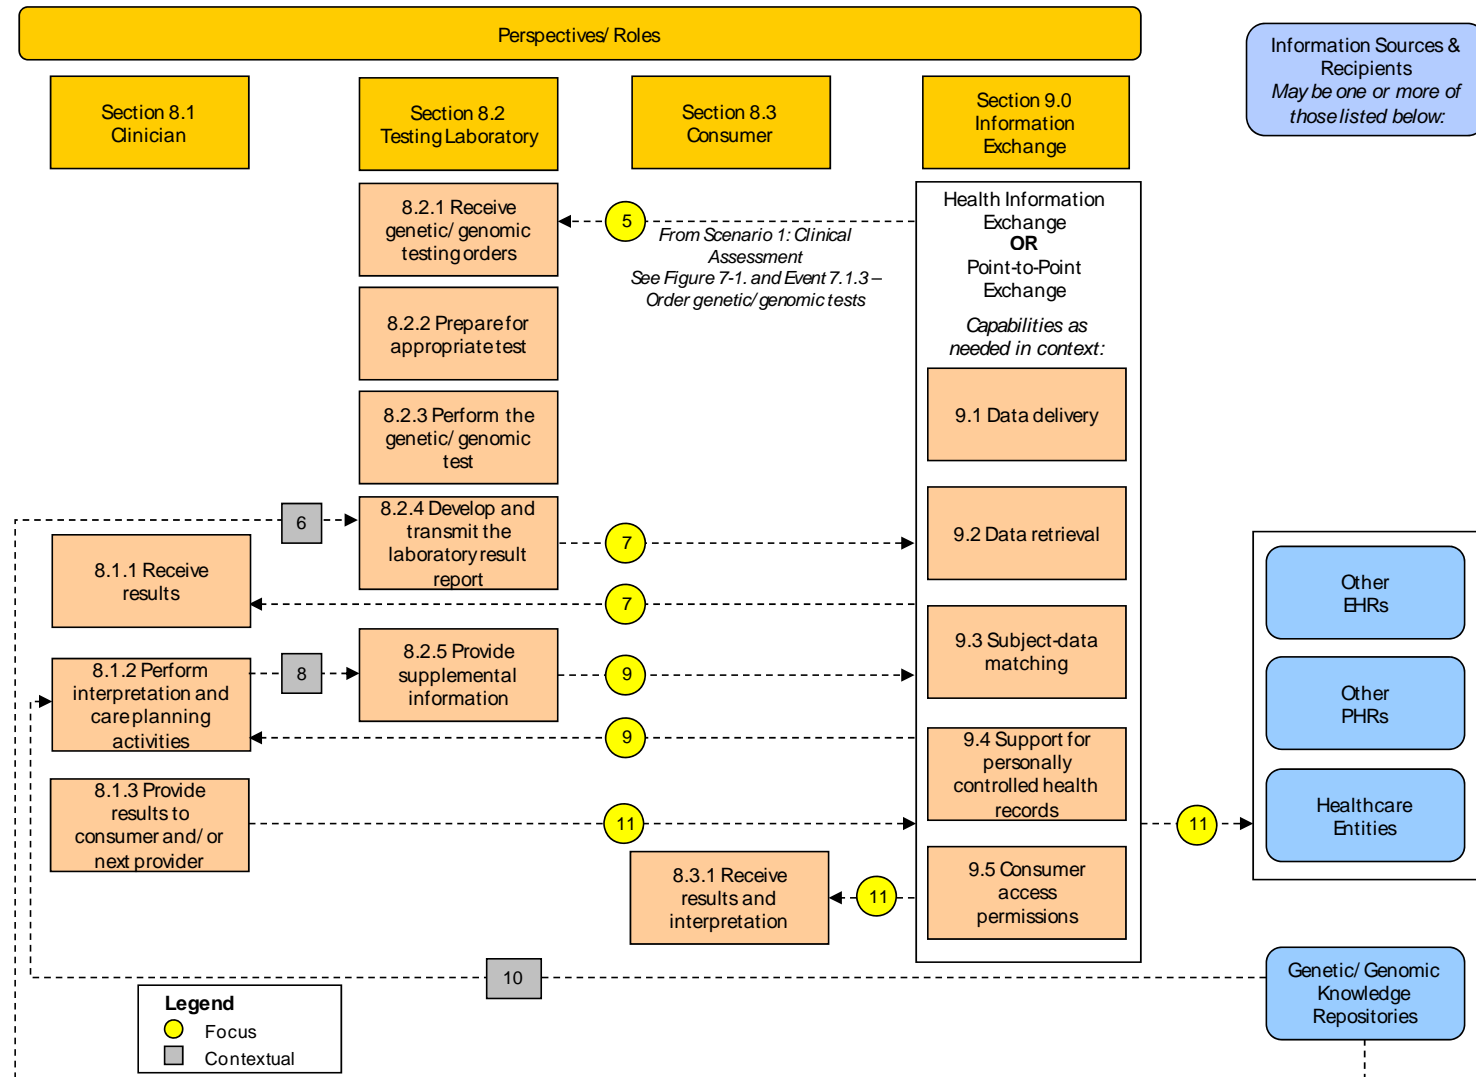 Perspectives/ Roles
Information Sources &
Recipients
May be one or more of
those listed below:
Section 8.1
Clinician
Section 8.2
Testing Laboratory
Section 8.3
Consumer
Section 9.0
Information
Exchange
8.2.1 Receive
genetic/ genomic
testing orders
5
From Scenario 1: Clinical
Assessment
See Figure 7-1. and Event 7.1.3 –
Order genetic/ genomic tests
Health Information
Exchange
OR
Point-to-Point
Exchange
Capabilities as
needed in context:
8.2.2 Prepare for
appropriate test
9.1 Data delivery
8.2.3 Perform the
genetic/ genomic
test
6
8.2.4 Develop and
transmit the
laboratory result
report
7
9.2 Data retrieval
8.1.1 Receive
results
7
Other
EHRs
8.1.2 Perform
interpretation and
care planning
activities
8
8.2.5 Provide
supplemental
information
9
9.3 Subject-data
matching
Other
PHRs
9
9.4 Support for
personally
controlled health
records
8.1.3 Provide
results to
consumer and/ or
next provider
11
11
Healthcare
Entities
8.3.1 Receive
results and
interpretation
11
9.5 Consumer
access
permissions
10
Genetic/ Genomic
Knowledge
Repositories
Legend
Focus
Contextual